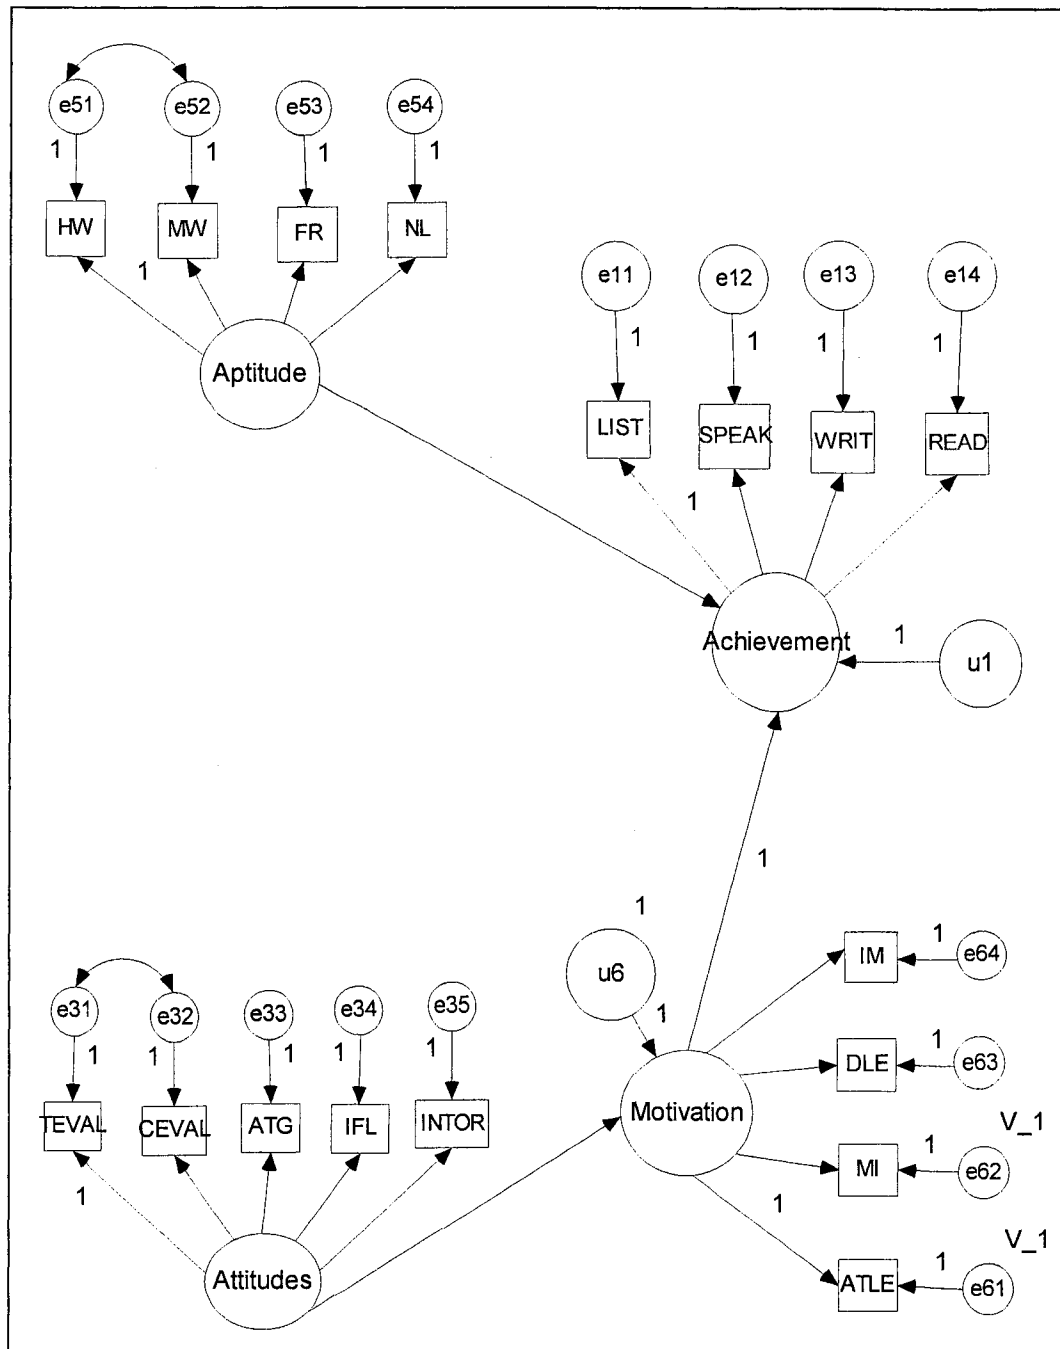 e51 e52 e53 e54
1 1 1 1
HW MW FR NL
1
Aptitude
e11 e12 e13 e14
1 1 1 1
LIST SPEAK WRIT READ
1
Achievement
1
u1
1
1
u6
1
IM 1 e64
DLE 1 e63
Motivation
V_1
MI 1 e62
1
V_1
ATLE 1 e61
e31 e32 e33 e34 e35
1 1 1 1 1
TEVAL CEVAL ATG IFL INTOR
1
Attitudes